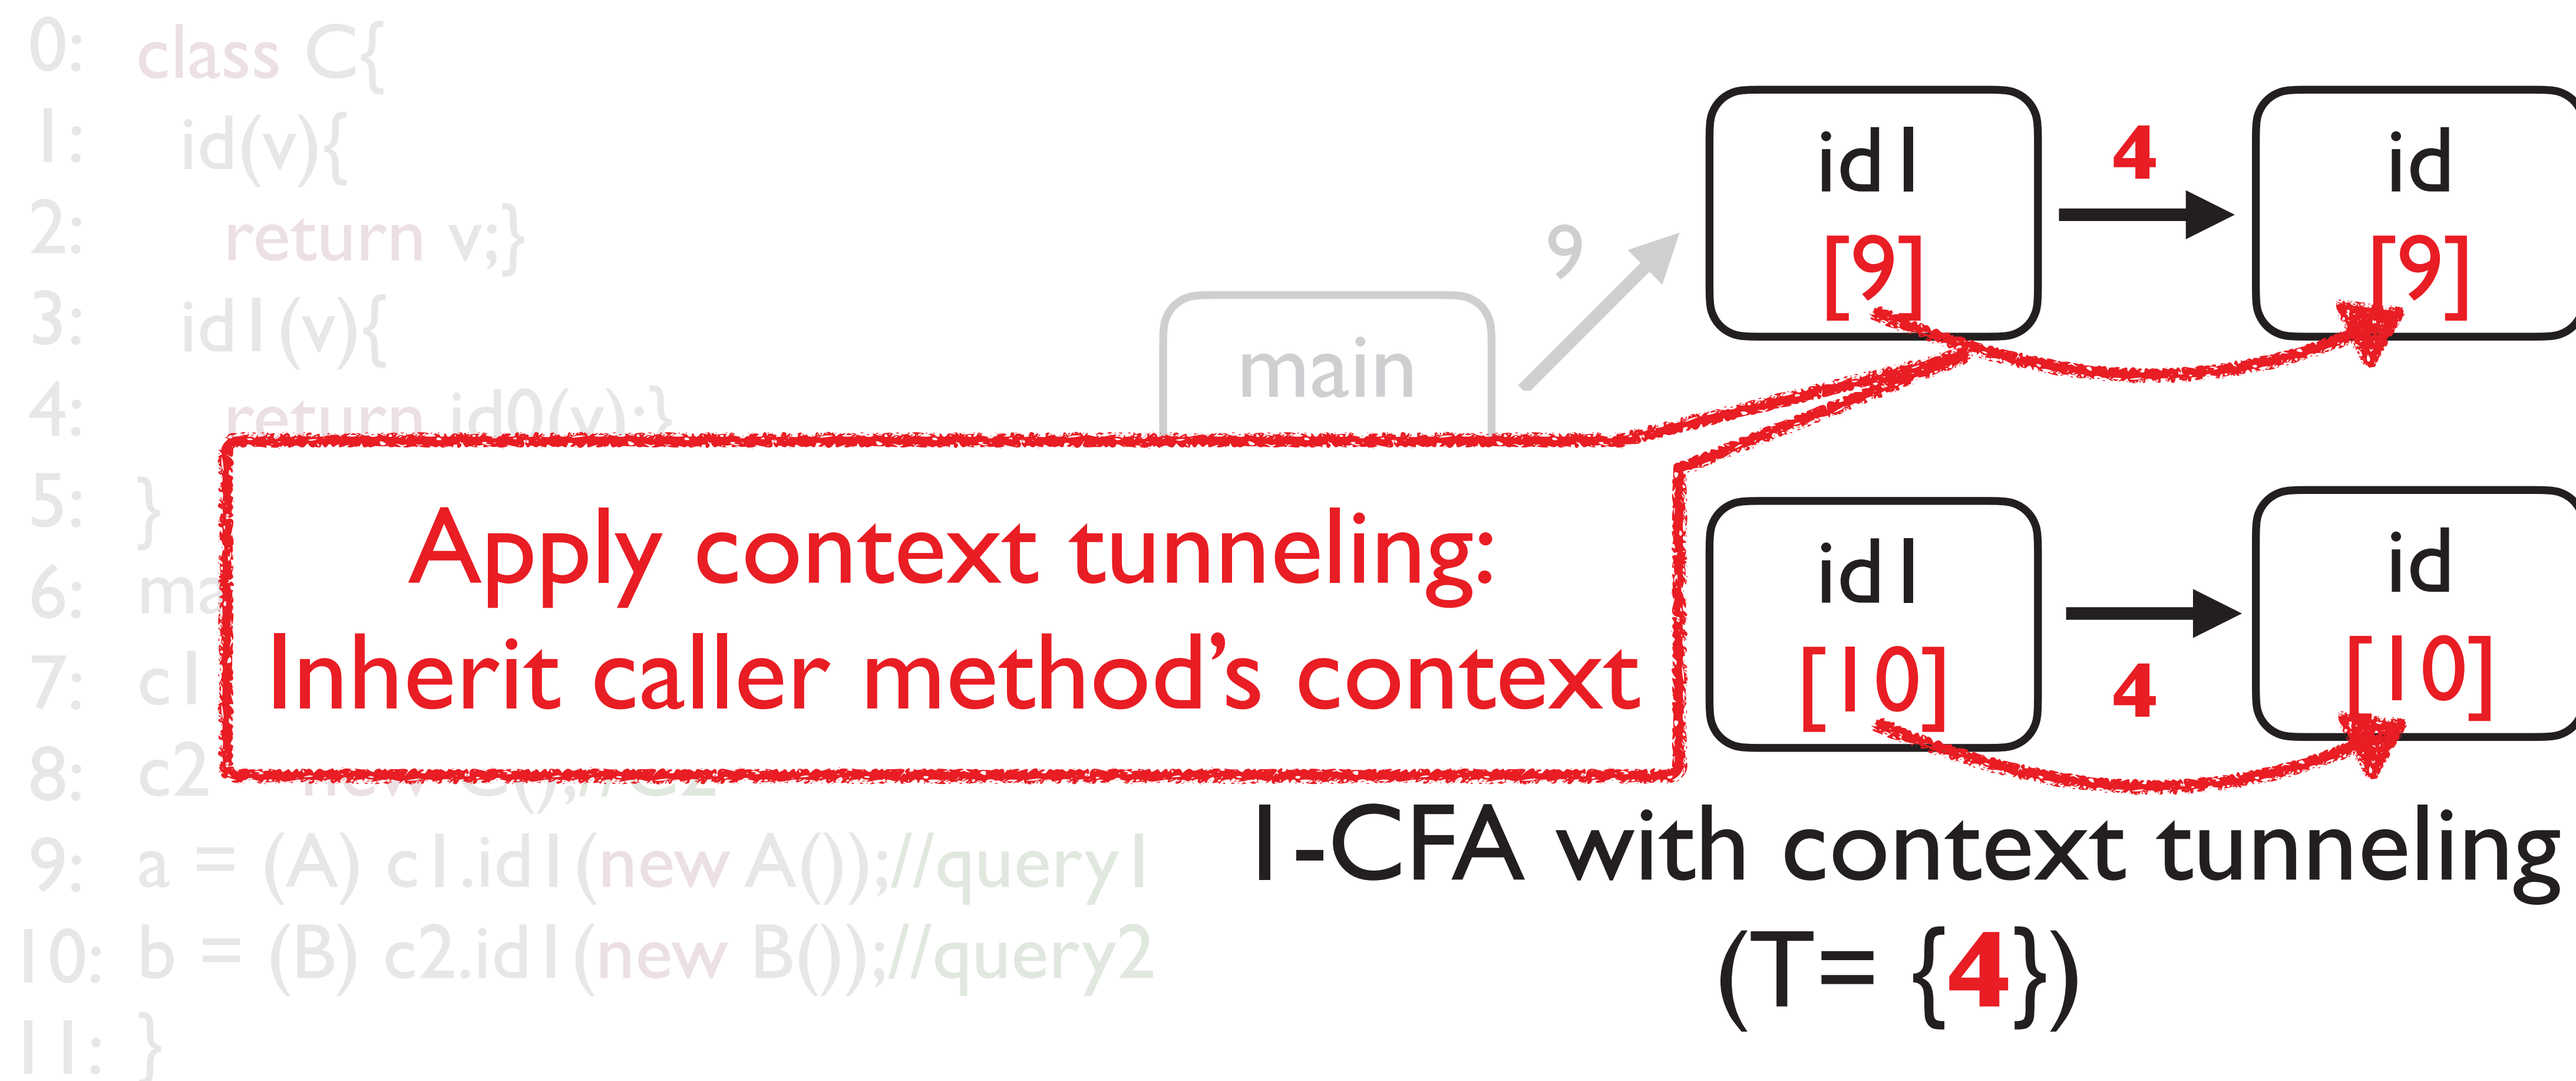 0: class C{
1: id(v){
2: return v;}
3: id1(v){
4: return id0(v);}
5: }
6: ma
7: c1
8: c2 new C();//C2
9: a = (A) c1.id1(new A());//query1
10: b = (B) c2.id1(new B());//query2
11: }
Apply context tunneling:
Inherit caller method’s context
main
9
id1
[9]
4
id
[9]
id1
[10]
4
id
[10]
1-CFA with context tunneling
(T= {4})